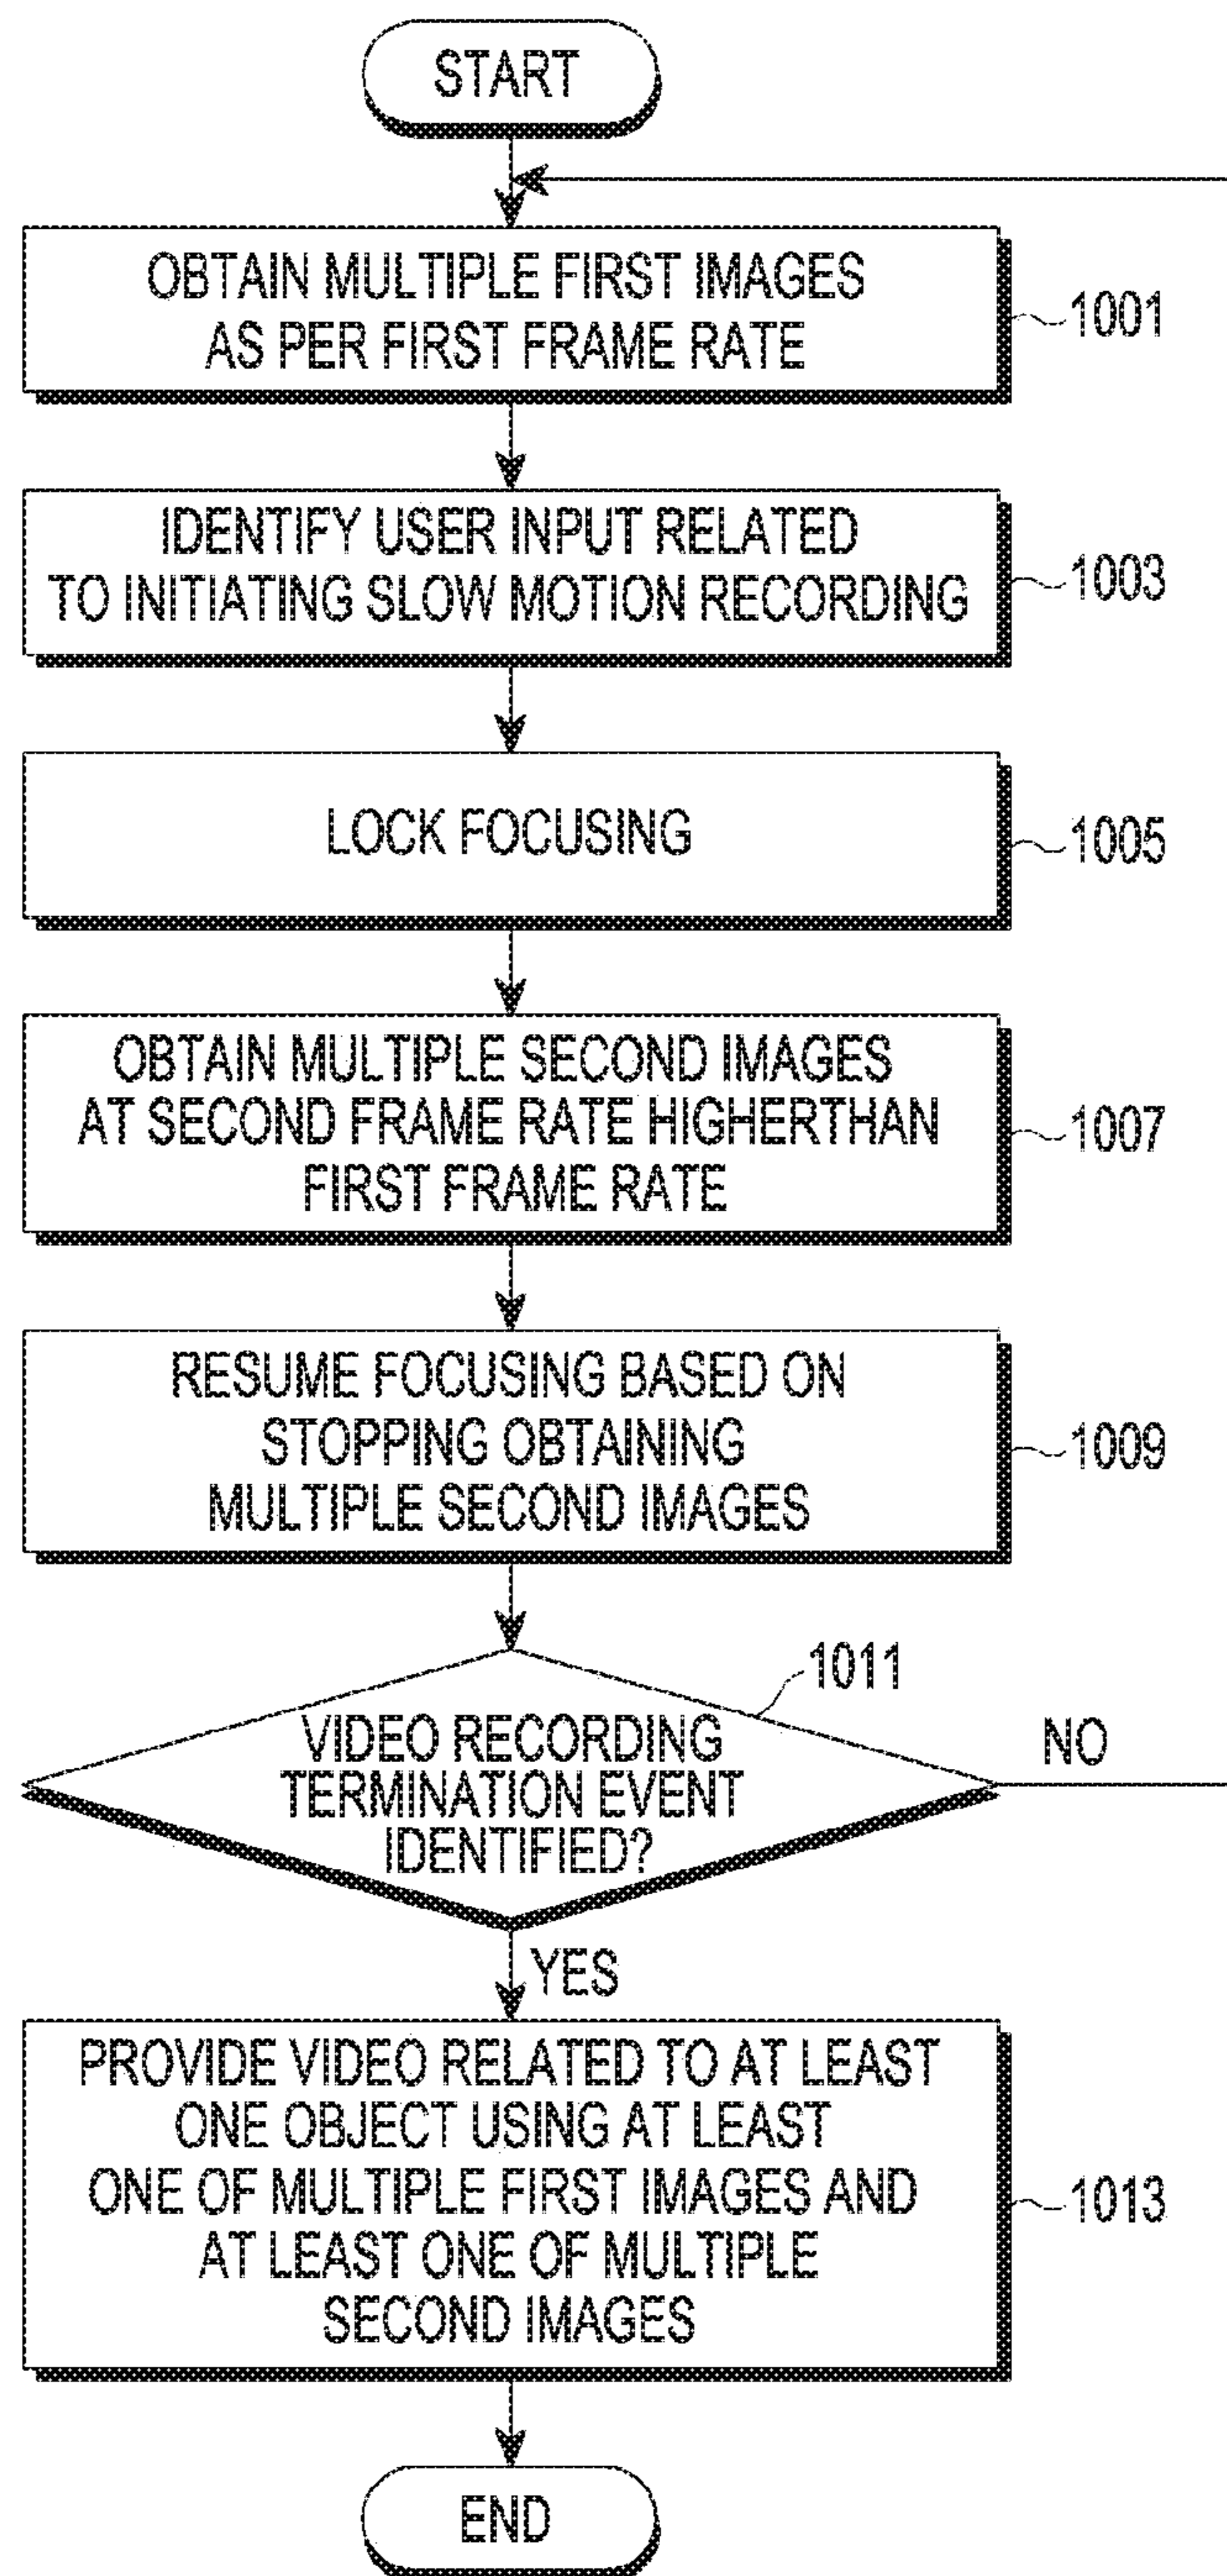 START
OBTAIN MULTIPLE FIRST IMAGES
AS PER FIRST FRAME RATE
1001
IDENTIFY USER INPUT RELATED
TO INITIATING SLOW MOTION RECORDING
1003
LOCK FOCUSING
1005
OBTAIN MULTIPLE SECOND IMAGES
AT SECOND FRAME RATE HIGHERTHAN
FIRST FRAME RATE
1007
RESUME FOCUSING BASED ON
STOPPING OBTAINING
MULTIPLE SECOND IMAGES
1009
1011
VIDEO RECORDING
TERMINATION EVENT
IDENTIFIED?
NO
YES
PROVIDE VIDEO RELATED TO AT LEAST
ONE OBJECT USING AT LEAST
ONE OF MULTIPLE FIRST IMAGES AND
AT LEAST ONE OF MULTIPLE
SECOND IMAGES
1013
END